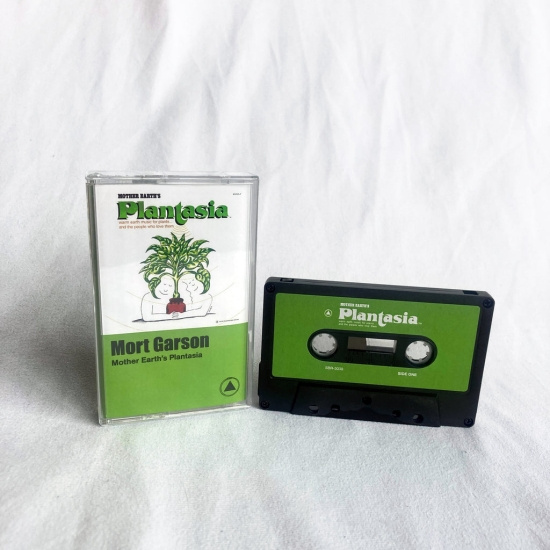 MOTHER EARTH'S
Plantasia
warm earth music for plants
and the people who love them
Mort Garson
Mother Earth's Plantasia
MOTHER EARTH'S
Plantasia
SIDE ONE